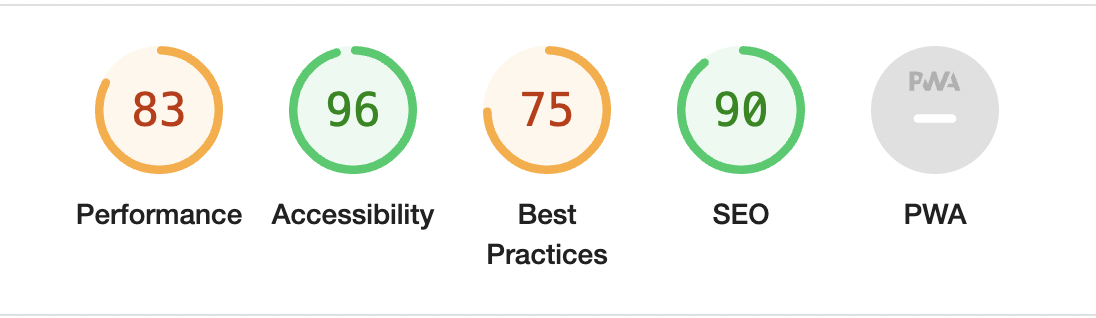 83
96
75
90
PWA
Performance
Accessibility
Best
Practices
SEO
PWA